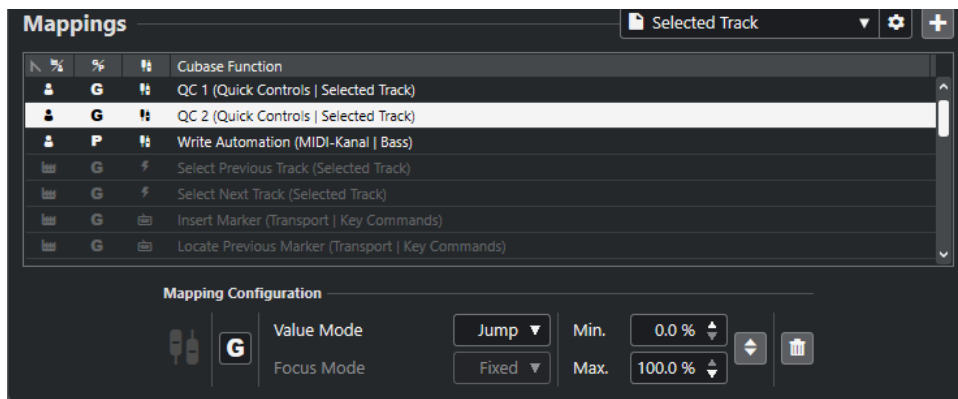 Mappings
Selected Track
Cubase Function
G QC 1 (Quick Controls | Selected Track)
G QC 2 (Quick Controls | Selected Track)
P Write Automation (MIDI-Kanal | Bass)
G Select Previous Track (Selected Track)
G Select Next Track (Selected Track)
G Insert Marker (Transport | Key Commands)
G Locate Previous Marker (Transport | Key Commands)
Mapping Configuration
G Value Mode Jump Min. 0.0 %
Focus Mode Fixed Max. 100.0 %